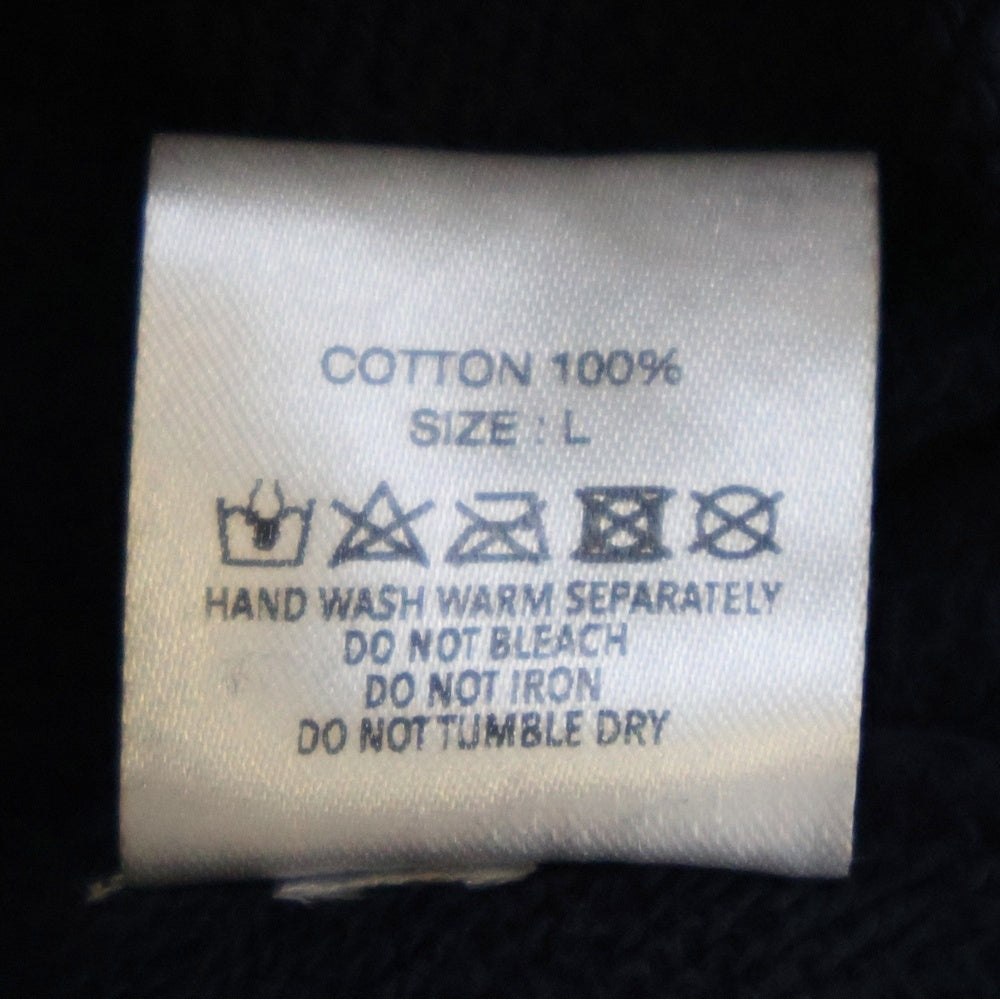 COTTON 100%
SIZE : L
HAND WASH WARM SEPARATELY
DO NOT BLEACH
DO NOT IRON
DO NOT TUMBLE DRY